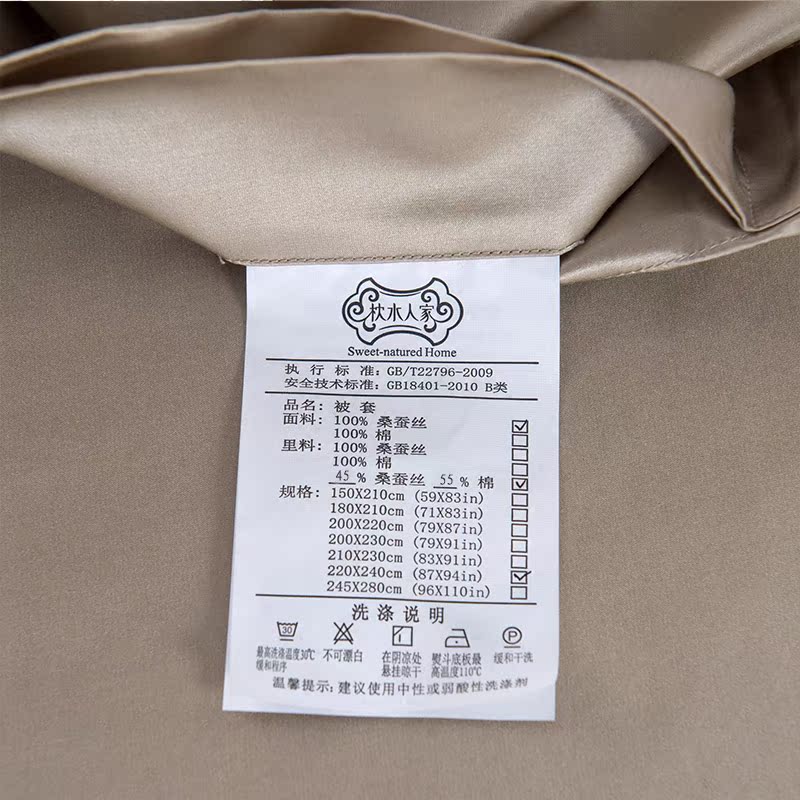 枕水人家
Sweet-natured Home
执行标准：GB/T22796-2009
安全技术标准：GB18401-2010 B类
品名：被套
面料：100% 桑蚕丝 ☑
100% 棉 ☐
里料：100% 桑蚕丝 ☐
100% 棉 ☐
45 % 桑蚕丝 55 % 棉 ☑
规格：150X210cm (59X83in) ☐
180X210cm (71X83in) ☐
200X220cm (79X87in) ☐
200X230cm (79X91in) ☐
210X230cm (83X91in) ☐
220X240cm (87X94in) ☑
245X280cm (96X110in) ☐
洗涤说明
30 P
最高洗涤温度30℃ 不可漂白 在阴凉处 熨斗底板最 缓和干洗
缓和程序 悬挂晾干 高温度110℃
温馨提示：建议使用中性或弱酸性洗涤剂